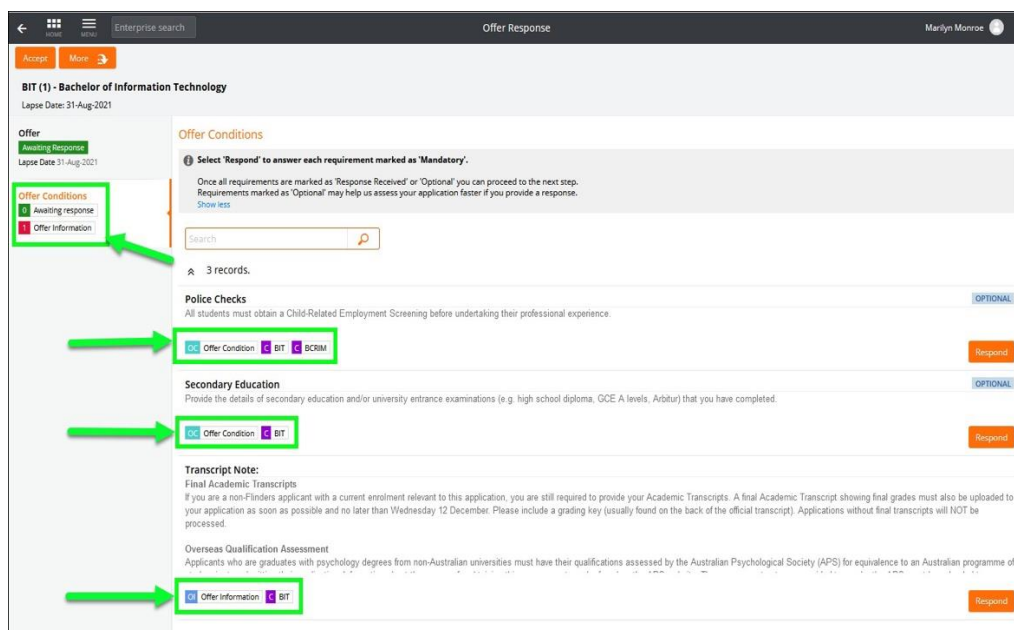 HOME
MENU
Enterprise search
Offer Response
Marilyn Monroe
Accept
More
BIT (1) - Bachelor of Information Technology
Lapse Date: 31-Aug-2021
Offer
Awaiting Response
Lapse Date 31-Aug-2021
Offer Conditions
0 Awaiting response
1 Offer Information
Offer Conditions
Select 'Respond' to answer each requirement marked as 'Mandatory'.
Once all requirements are marked as 'Response Received' or 'Optional' you can proceed to the next step.
Requirements marked as 'Optional' may help us assess your application faster if you provide a response.
Show less
Search
3 records.
Police Checks
OPTIONAL
All students must obtain a Child-Related Employment Screening before undertaking their professional experience.
OC Offer Condition C BIT C BCRIM
Respond
Secondary Education
OPTIONAL
Provide the details of secondary education and/or university entrance examinations (e.g. high school diploma, GCE A levels, Arbitur) that you have completed.
OC Offer Condition C BIT
Respond
Transcript Note:
Final Academic Transcripts
If you are a non-Flinders applicant with a current enrolment relevant to this application, you are still required to provide your Academic Transcripts. A final Academic Transcript showing final grades must also be uploaded to
your application as soon as possible and no later than Wednesday 12 December. Please include a grading key (usually found on the back of the official transcript). Applications without final transcripts will NOT be
processed.
Overseas Qualification Assessment
Applicants who are graduates with psychology degrees from non-Australian universities must have their qualifications assessed by the Australian Psychological Society (APS) for equivalence to an Australian programme of
OI Offer Information C BIT
Respond